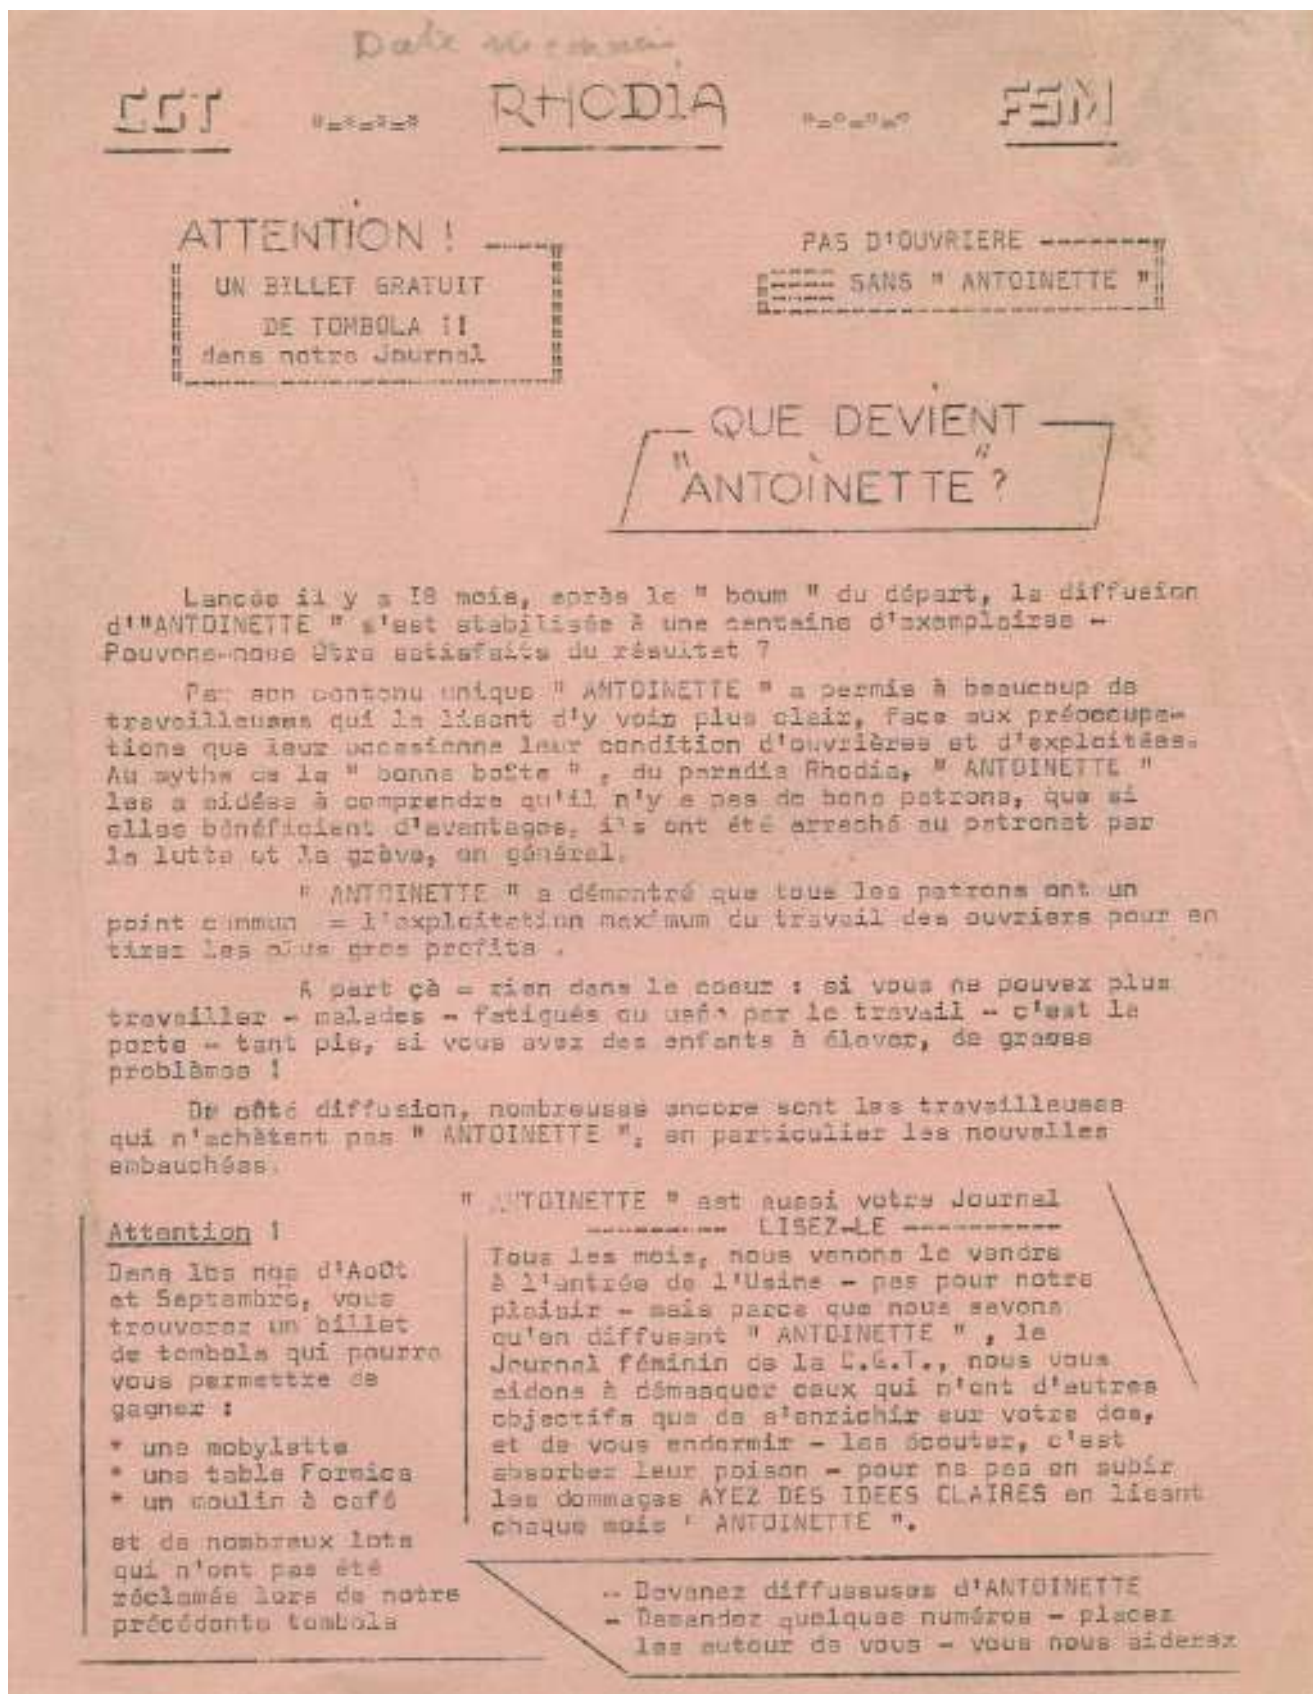 Date
CGT "=*=*=* RHODIA "=°=°=° FSM
ATTENTION !
UN BILLET GRATUIT
DE TOMBOLA !!
dans notre Journal
PAS D'OUVRIERE
SANS " ANTOINETTE "
QUE DEVIENT
"ANTOINETTE" ?
Lancée il y a I8 mois, après le " boum " du départ, la diffusion
d'"ANTOINETTE " s'est stabilisée à une centaine d'exemplaires -
Pouvons-nous être satisfaits du résultat ?
Par son contenu unique " ANTOINETTE " a permis à beaucoup de
travailleuses qui la lisent d'y voir plus clair, face aux préoccupa-
tions que leur occasionne leur condition d'ouvrières et d'exploitées.
Au mythe de la " bonne boîte ", du paradis Rhodia, " ANTOINETTE "
les a aidées à comprendre qu'il n'y a pas de bons patrons, que si
elles bénéficient d'avantages, ils ont été arraché au patronat par
la lutte et la grève, en général.
" ANTOINETTE " a démontré que tous les patrons ont un
point commun = l'exploitation maximum du travail des ouvriers pour en
tirer les plus gros profits .
A part çà = rien dans le coeur : si vous ne pouvez plus
travailler - malades - fatigués ou usés par le travail - c'est la
porte - tant pis, si vous avez des enfants à élever, de graves
problèmes !
De côté diffusion, nombreuses encore sont les travailleuses
qui n'achètent pas " ANTOINETTE ", en particulier les nouvelles
embauchées.
Attention !
Dans les nos d'Août
et Septembre, vous
trouverez un billet
de tombola qui pourra
vous permettre de
gagner :
* une mobylette
* une table Formica
* un moulin à café
et de nombreux lots
qui n'ont pas été
réclamés lors de notre
précédente tombola
" ANTOINETTE " est aussi votre Journal
---------- LISEZ-LE -----------
Tous les mois, nous venons le vendre
à l'entrée de l'Usine - pas pour notre
plaisir - mais parce que nous savons
qu'en diffusant " ANTOINETTE " , le
Journal féminin de la C.G.T., nous vous
aidons à démasquer ceux qui n'ont d'autres
objectifs que de s'enrichir sur votre dos,
et de vous endormir - les écouter, c'est
absorber leur poison - pour ne pas en subir
les dommages AYEZ DES IDEES CLAIRES en lisant
chaque mois " ANTOINETTE ".
- Devenez diffuseuses d'ANTOINETTE
- Demandez quelques numéros - placez
les autour de vous - vous nous aiderez